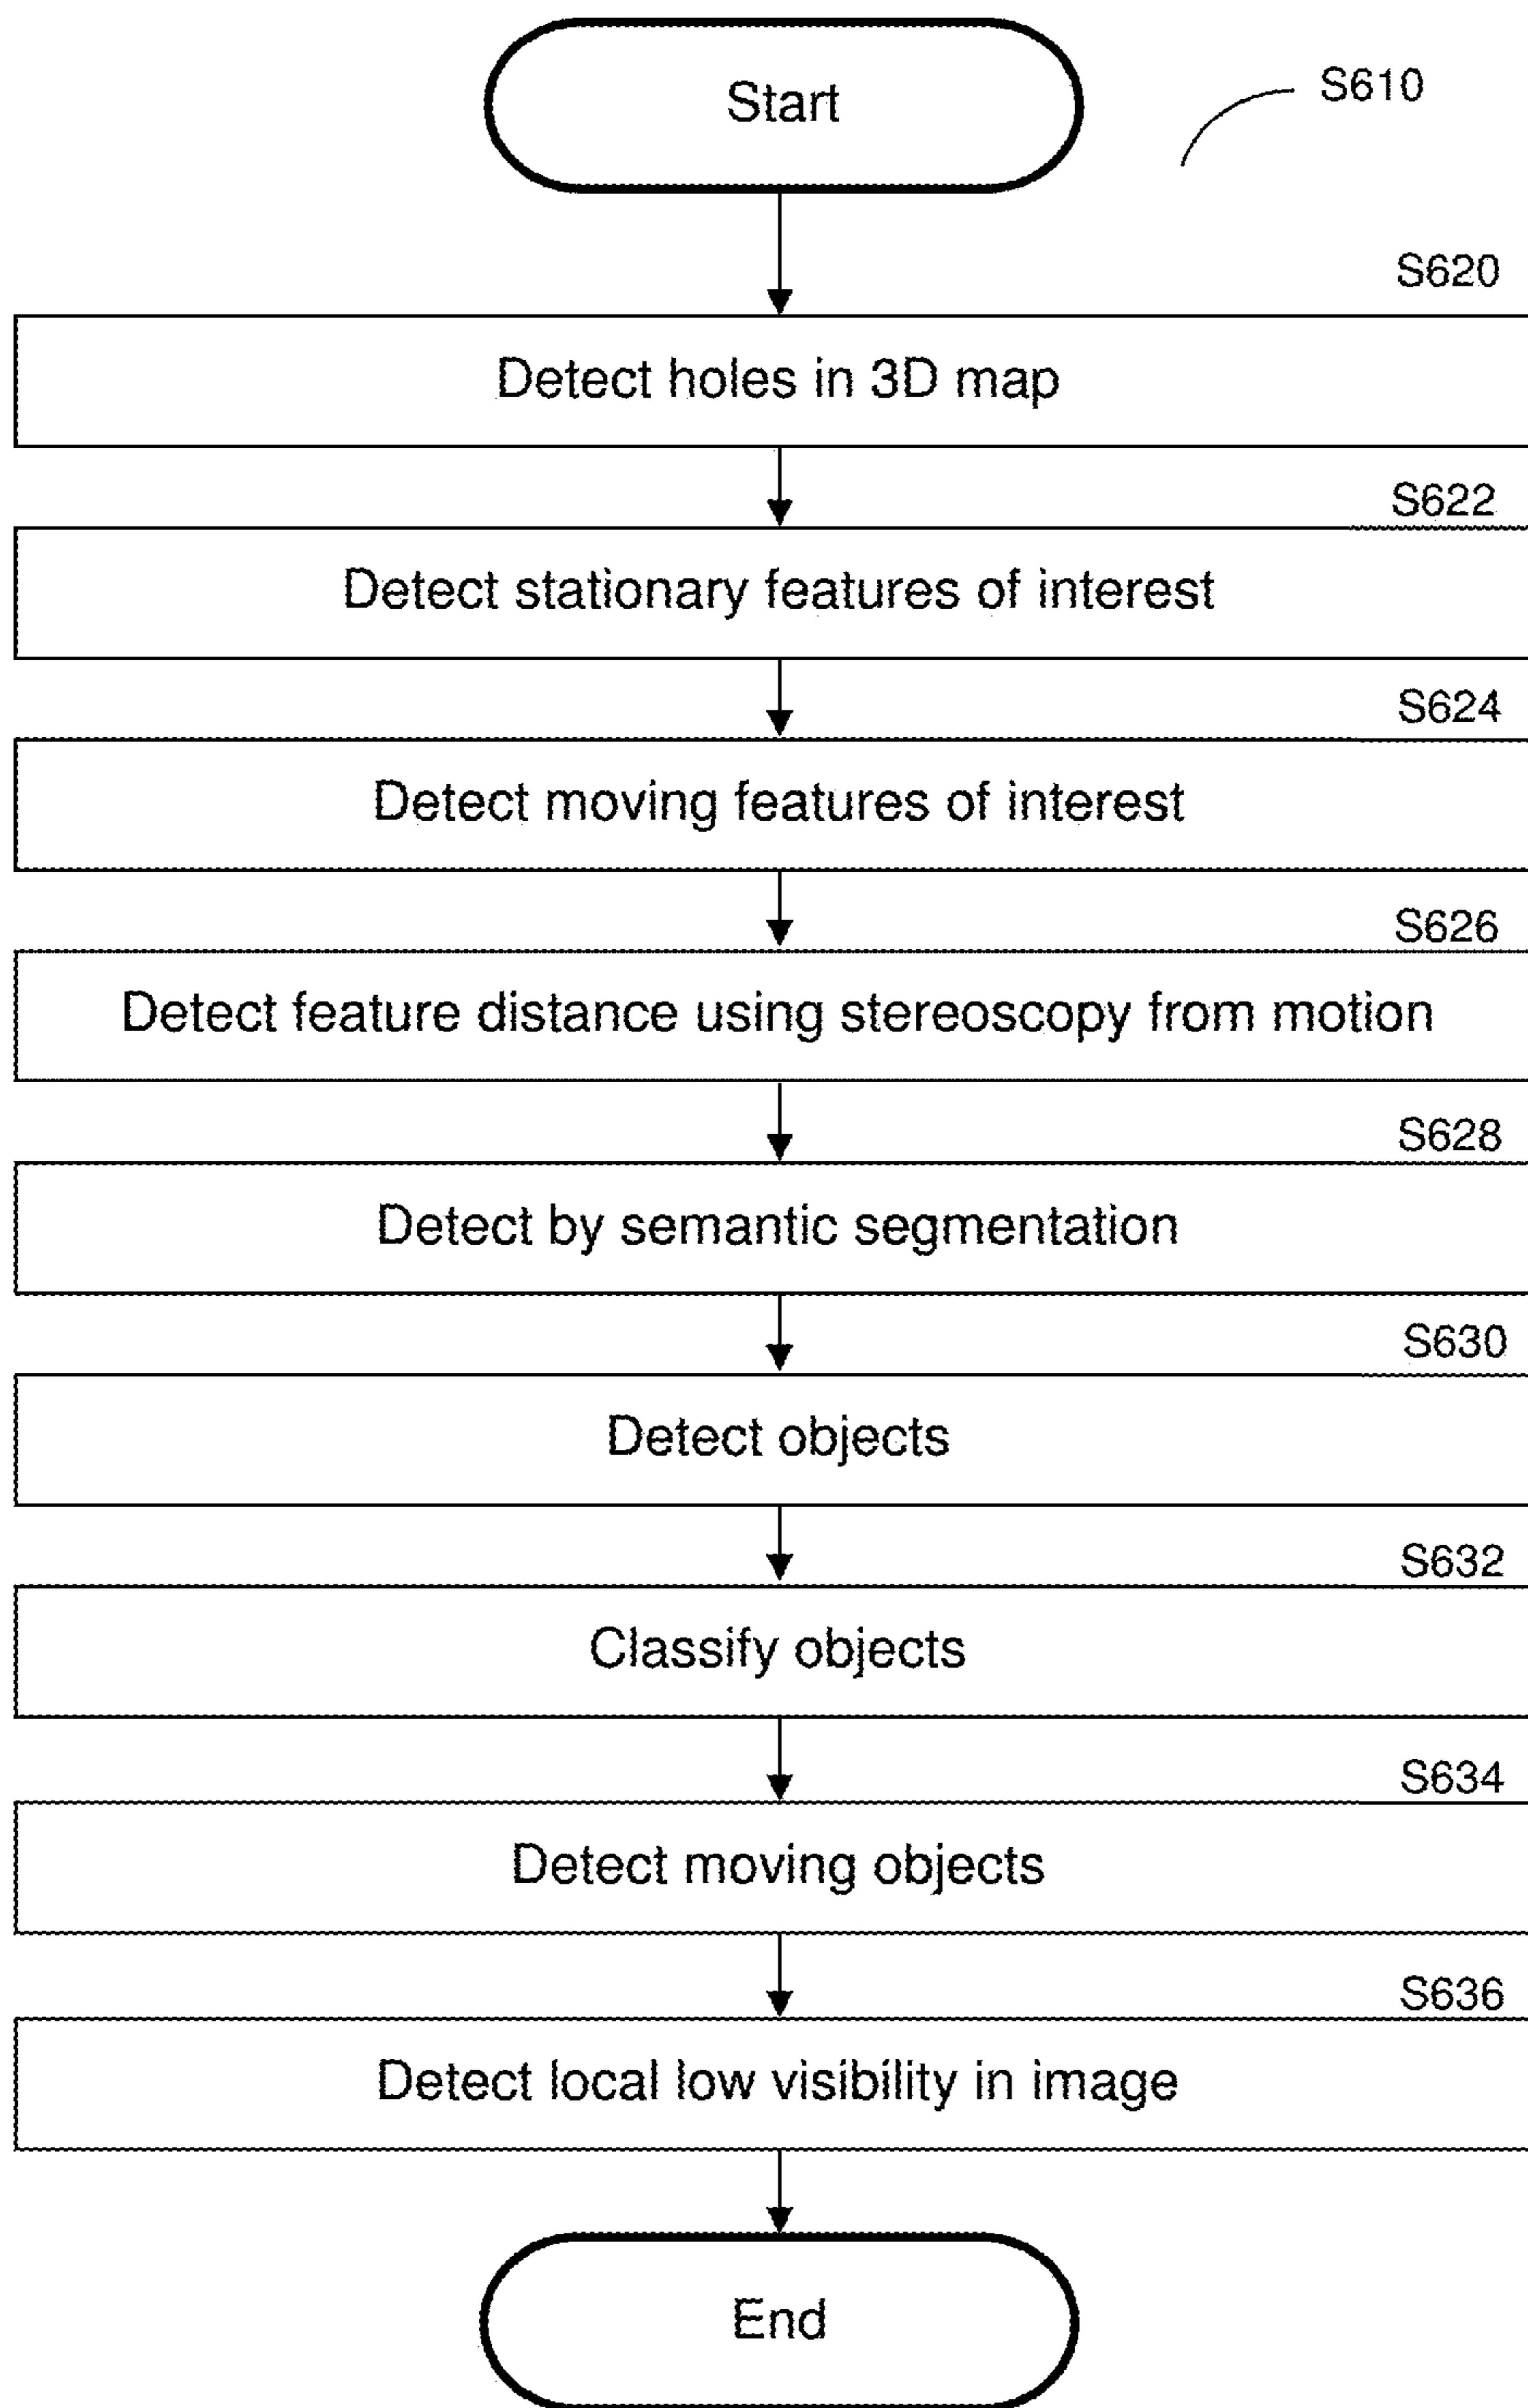 Start
S610
S620
Detect holes in 3D map
S622
Detect stationary features of interest
S624
Detect moving features of interest
S626
Detect feature distance using stereoscopy from motion
S628
Detect by semantic segmentation
S630
Detect objects
S632
Classify objects
S634
Detect moving objects
S636
Detect local low visibility in image
End